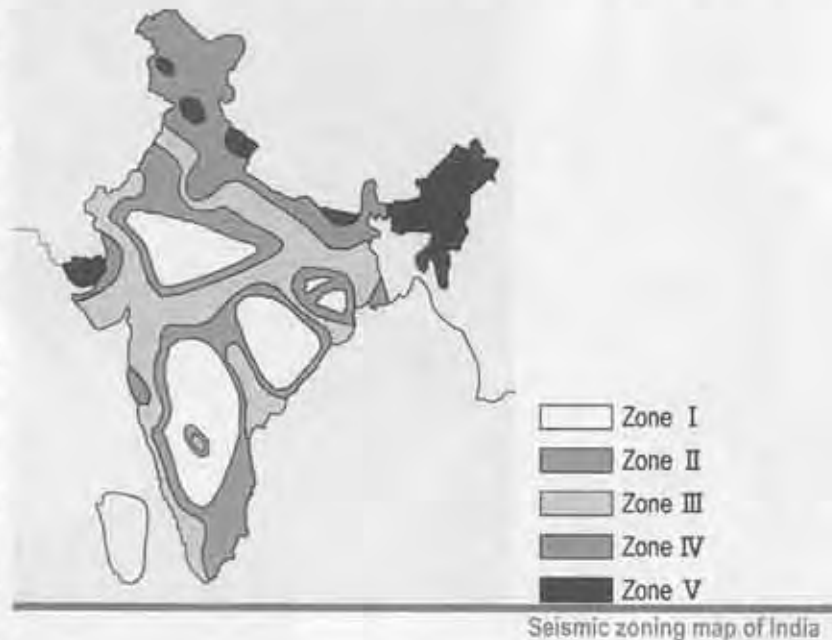 Zone I
Zone II
Zone III
Zone IV
Zone V
Seismic zoning map of India